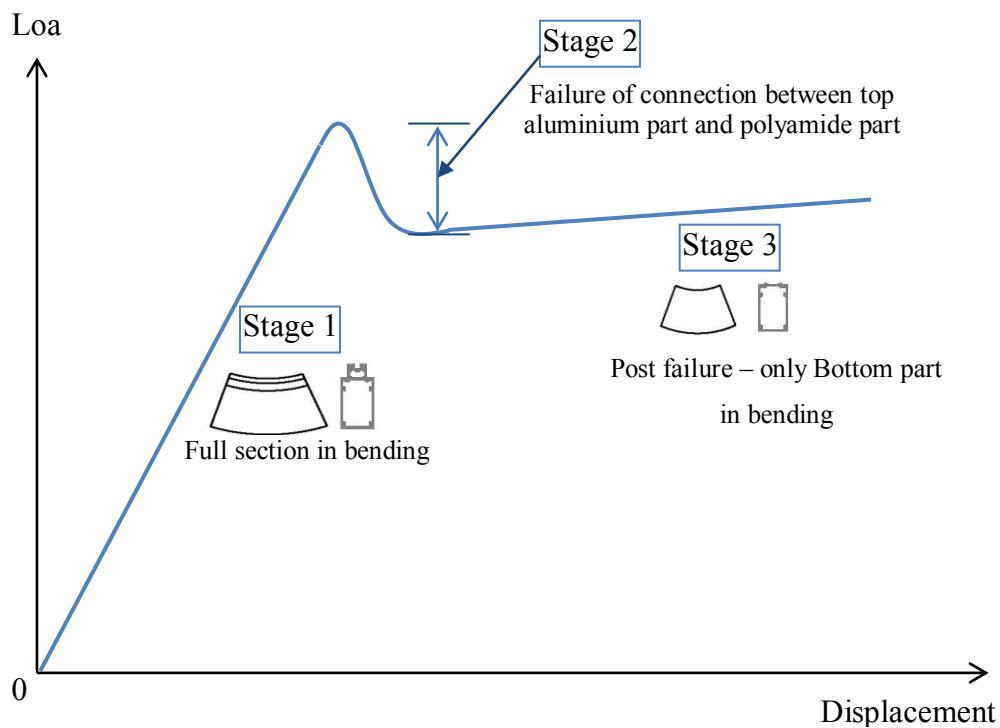 Loa
Stage 2
Failure of connection between top
aluminium part and polyamide part
Stage 3
Stage 1
Post failure – only Bottom part
in bending
Full section in bending
0
Displacement